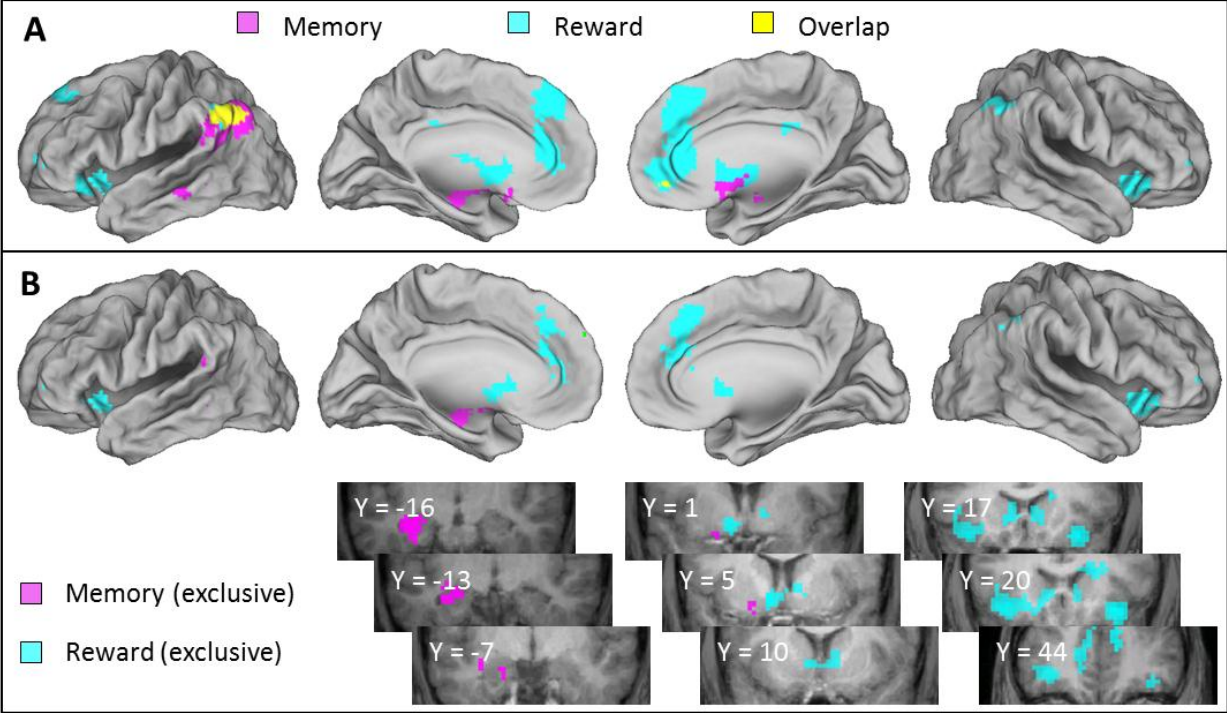 A
Memory
Reward
Overlap
B
Y = -16
Y = 1
Y = 17
Y = -13
Y = 5
Y = 20
Memory (exclusive)
Reward (exclusive)
Y = -7
Y = 10
Y = 44